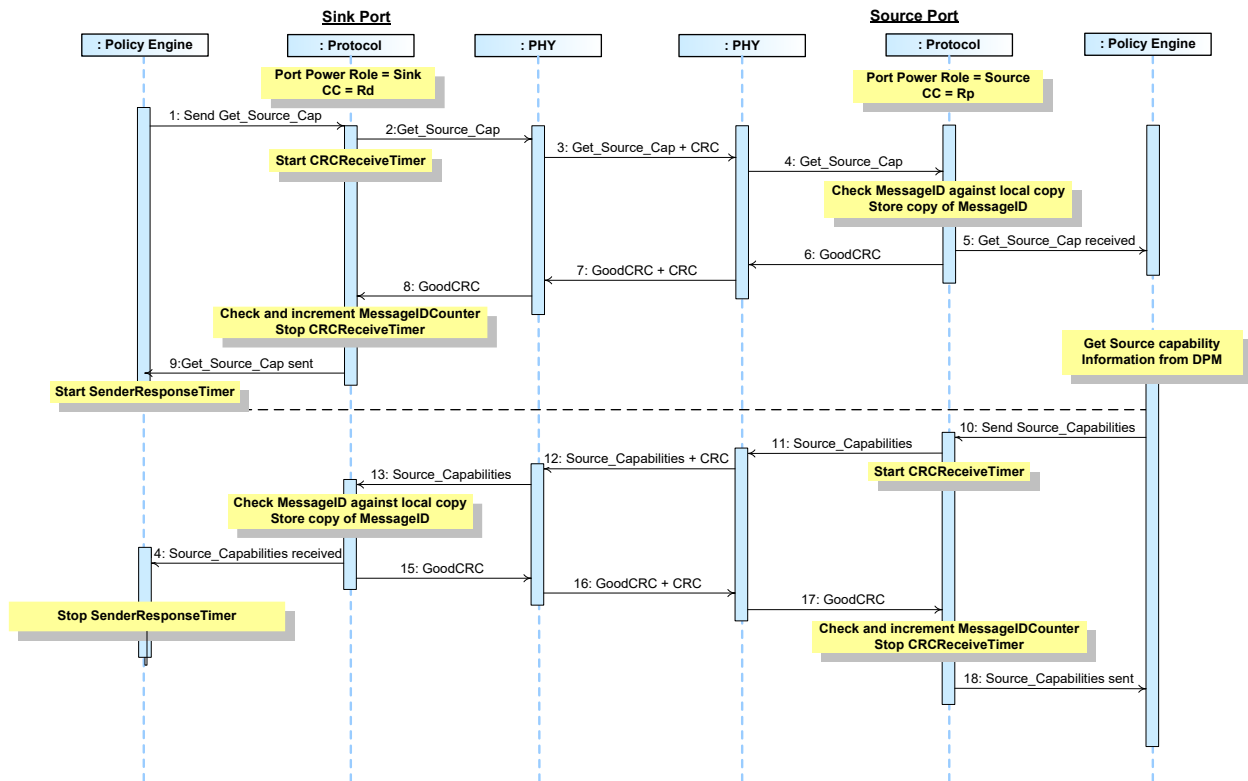 Sink Port
Source Port
: Policy Engine
: Protocol
: PHY
: PHY
: Protocol
: Policy Engine
Port Power Role = Sink
CC = Rd
Port Power Role = Source
CC = Rp
1: Send Get_Source_Cap
2:Get_Source_Cap
Start CRCReceiveTimer
3: Get_Source_Cap + CRC
4: Get_Source_Cap
Check MessageID against local copy
Store copy of MessageID
5: Get_Source_Cap received
6: GoodCRC
7: GoodCRC + CRC
8: GoodCRC
Check and increment MessageIDCounter
Stop CRCReceiveTimer
9:Get_Source_Cap sent
Start SenderResponseTimer
Get Source capability
Information from DPM
10: Send Source_Capabilities
11: Source_Capabilities
Start CRCReceiveTimer
12: Source_Capabilities + CRC
13: Source_Capabilities
Check MessageID against local copy
Store copy of MessageID
4: Source_Capabilities received
15: GoodCRC
16: GoodCRC + CRC
17: GoodCRC
Stop SenderResponseTimer
Check and increment MessageIDCounter
Stop CRCReceiveTimer
18: Source_Capabilities sent